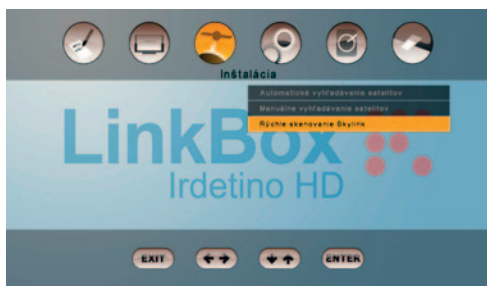 Inštalácia
Automatické vyhľadávanie satelitov
Manuálne vyhľadávanie satelitov
Rýchle skenovanie Skylink
LinkBox
Irdetino HD
EXIT
ENTER